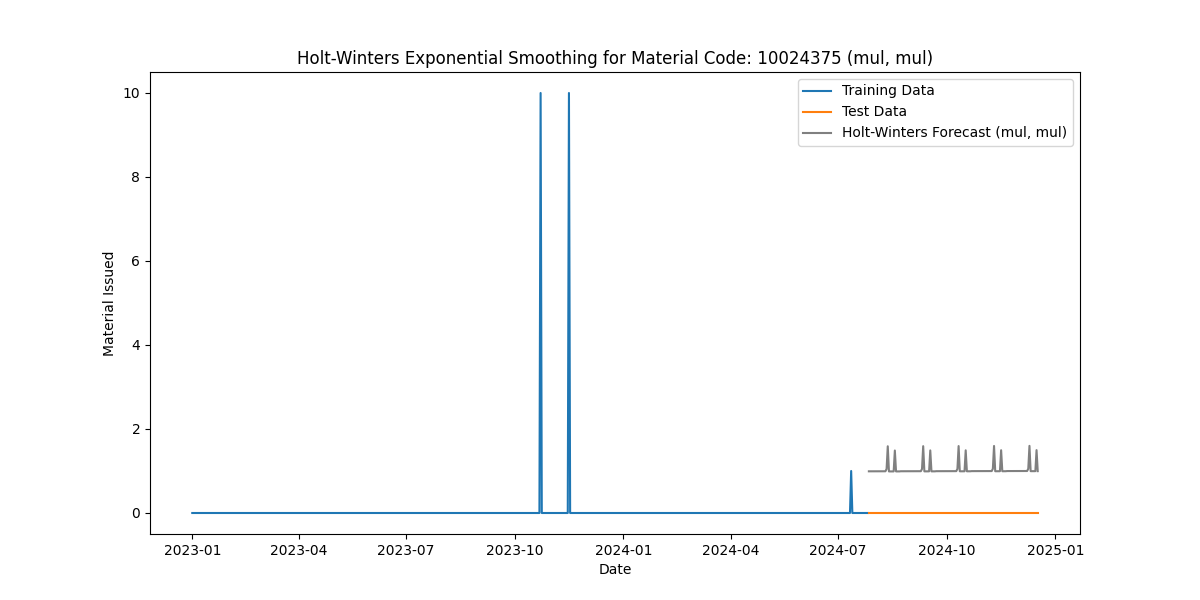 Holt-Winters Exponential Smoothing for Material Code: 10024375 (mul, mul)
Training Data
Test Data
Holt-Winters Forecast (mul, mul)
Material Issued
10
8
6
4
2
0
2023-01
2023-04
2023-07
2023-10
2024-01
2024-04
2024-07
2024-10
2025-01
Date